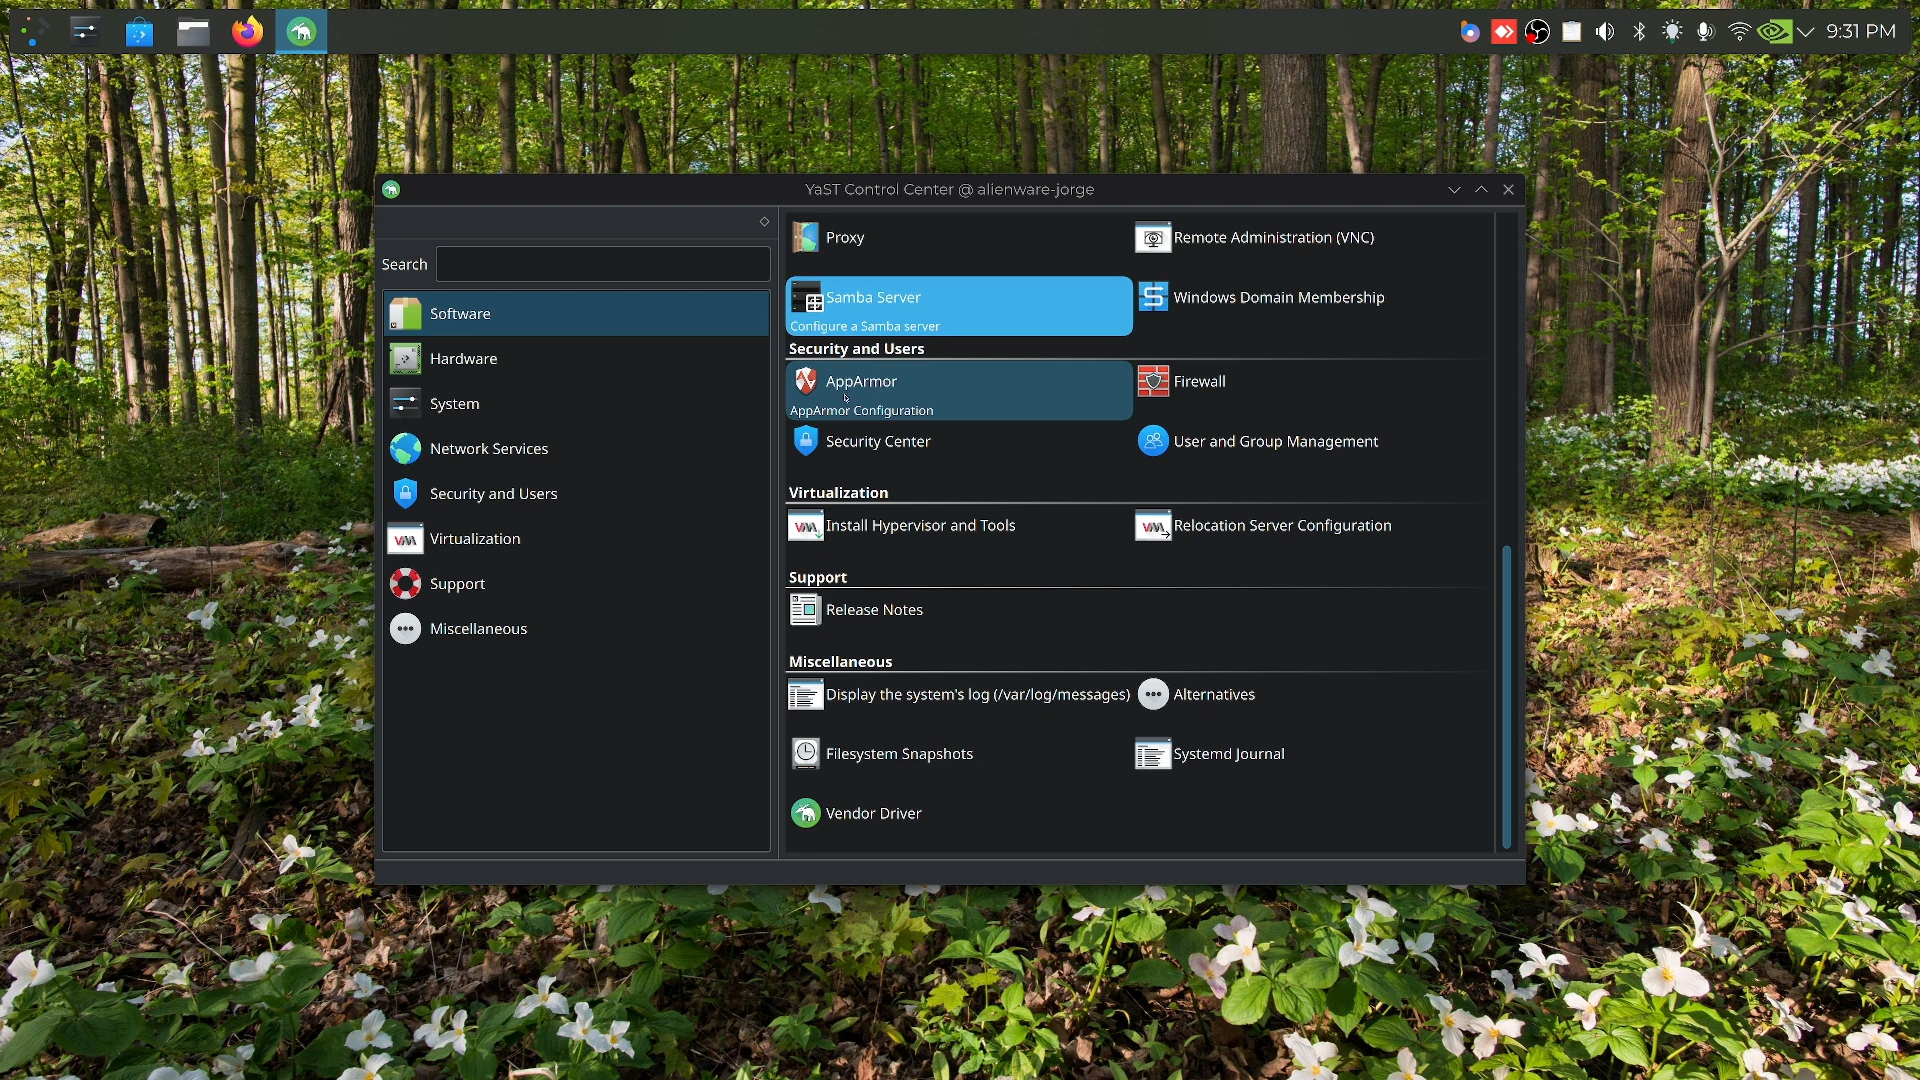 9:31 PM
YaST Control Center @ alienware-jorge
Search
Software
Hardware
System
Network Services
Security and Users
Virtualization
Support
Miscellaneous
Proxy
Remote Administration (VNC)
Samba Server
Configure a Samba server
Windows Domain Membership
Security and Users
AppArmor
AppArmor Configuration
Firewall
Security Center
User and Group Management
Virtualization
Install Hypervisor and Tools
Relocation Server Configuration
Support
Release Notes
Miscellaneous
Display the system's log (/var/log/messages)
Alternatives
Filesystem Snapshots
Systemd Journal
Vendor Driver